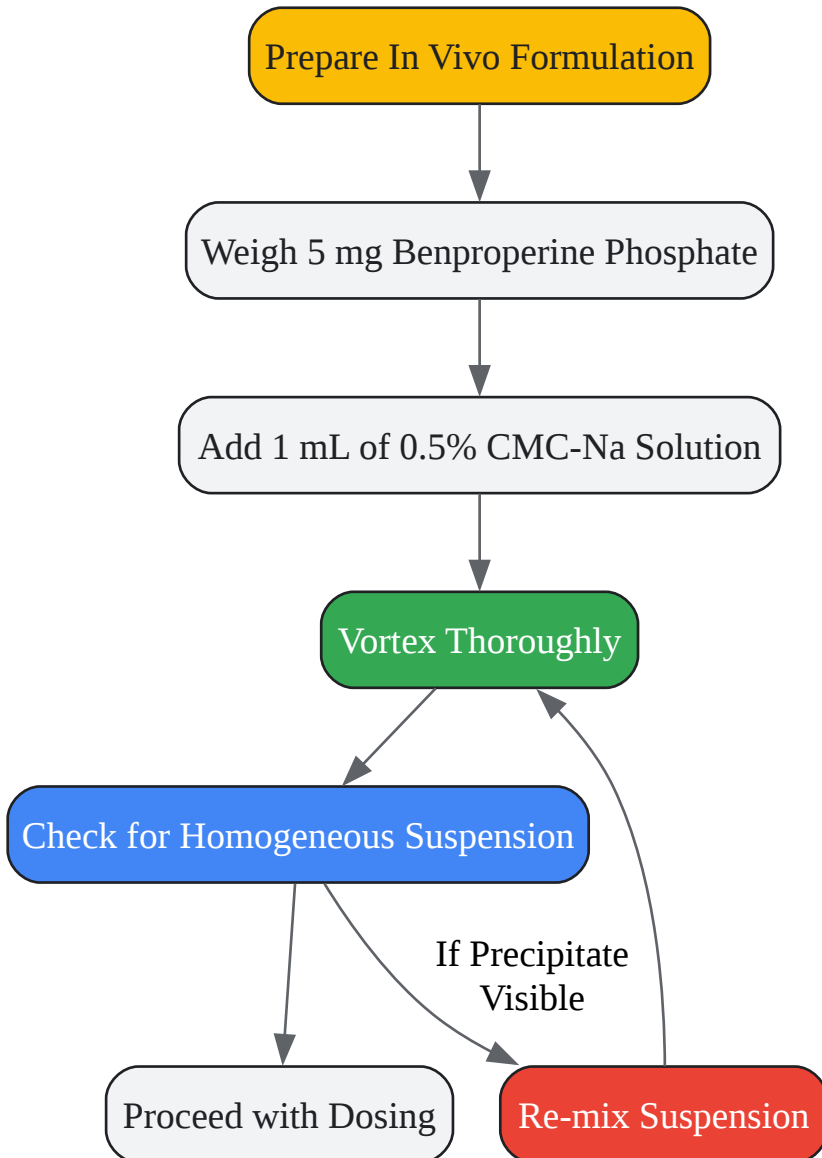 Prepare In Vivo Formulation
Weigh 5 mg Benproperine Phosphate
Add 1 mL of 0.5% CMC-Na Solution
Vortex Thoroughly
Check for Homogeneous Suspension
If Precipitate
Visible
Proceed with Dosing
Re-mix Suspension